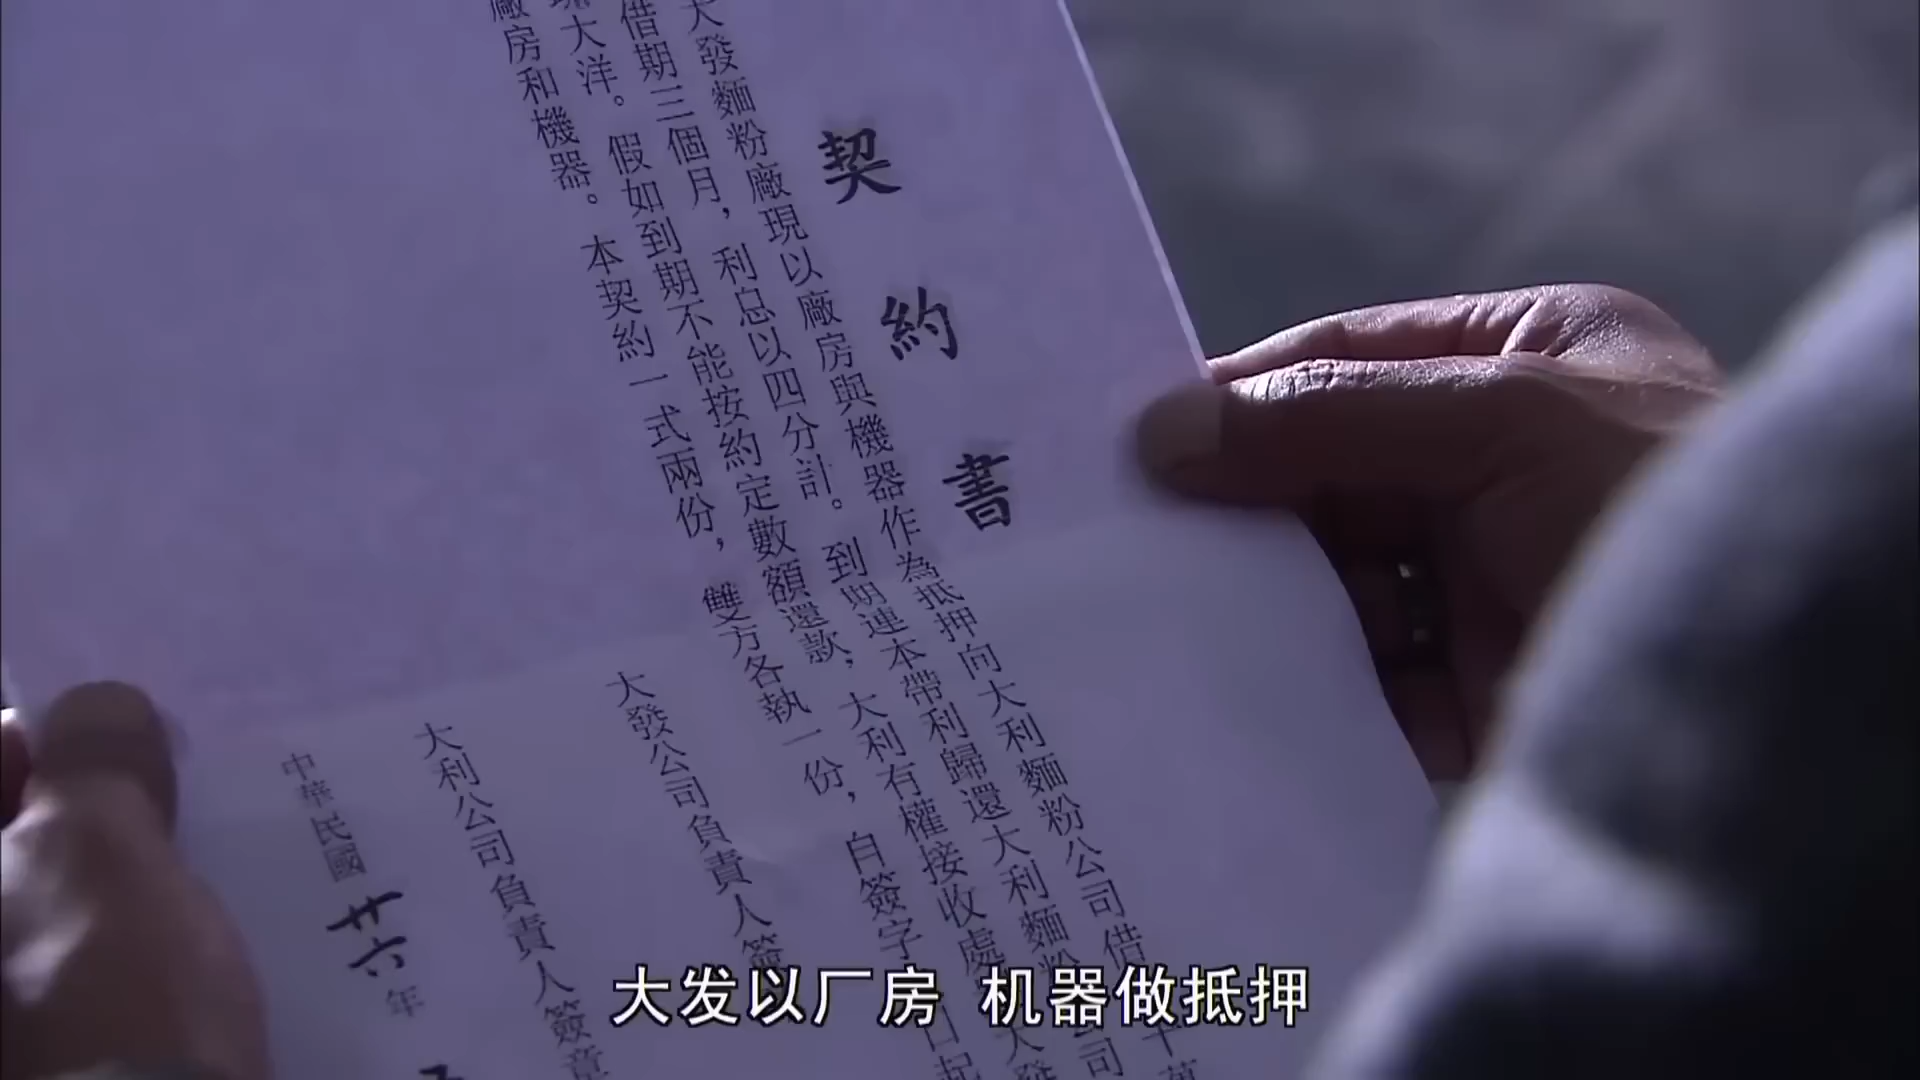 契約書
大發麵粉廠現以廠房與機器作為抵押向大利麵粉公司借
借期三個月，利息以四分計。到期連本帶利歸還大利麵粉公司
大洋。假如到期不能按約定數額還款，大利有權接收處大發
廠房和機器。本契約一式兩份，雙方各執一份，自簽字日起
大發公司負責人簽
大利公司負責人簽章
中華民國廿六年
大发以厂房 机器做抵押